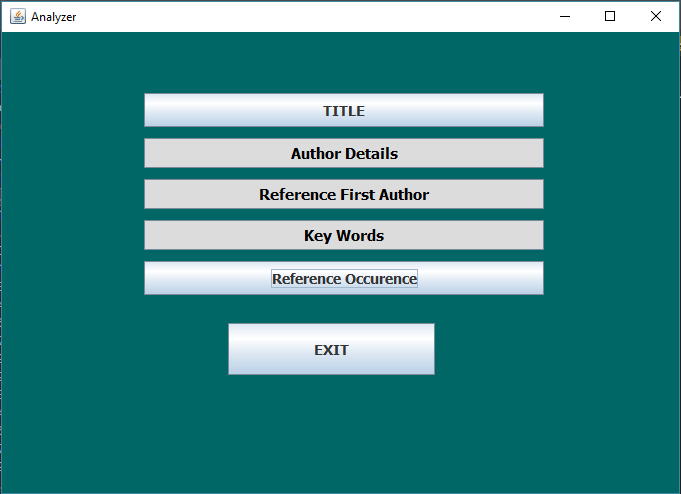 Analyzer
TITLE
Author Details
Reference First Author
Key Words
Reference Occurence
EXIT